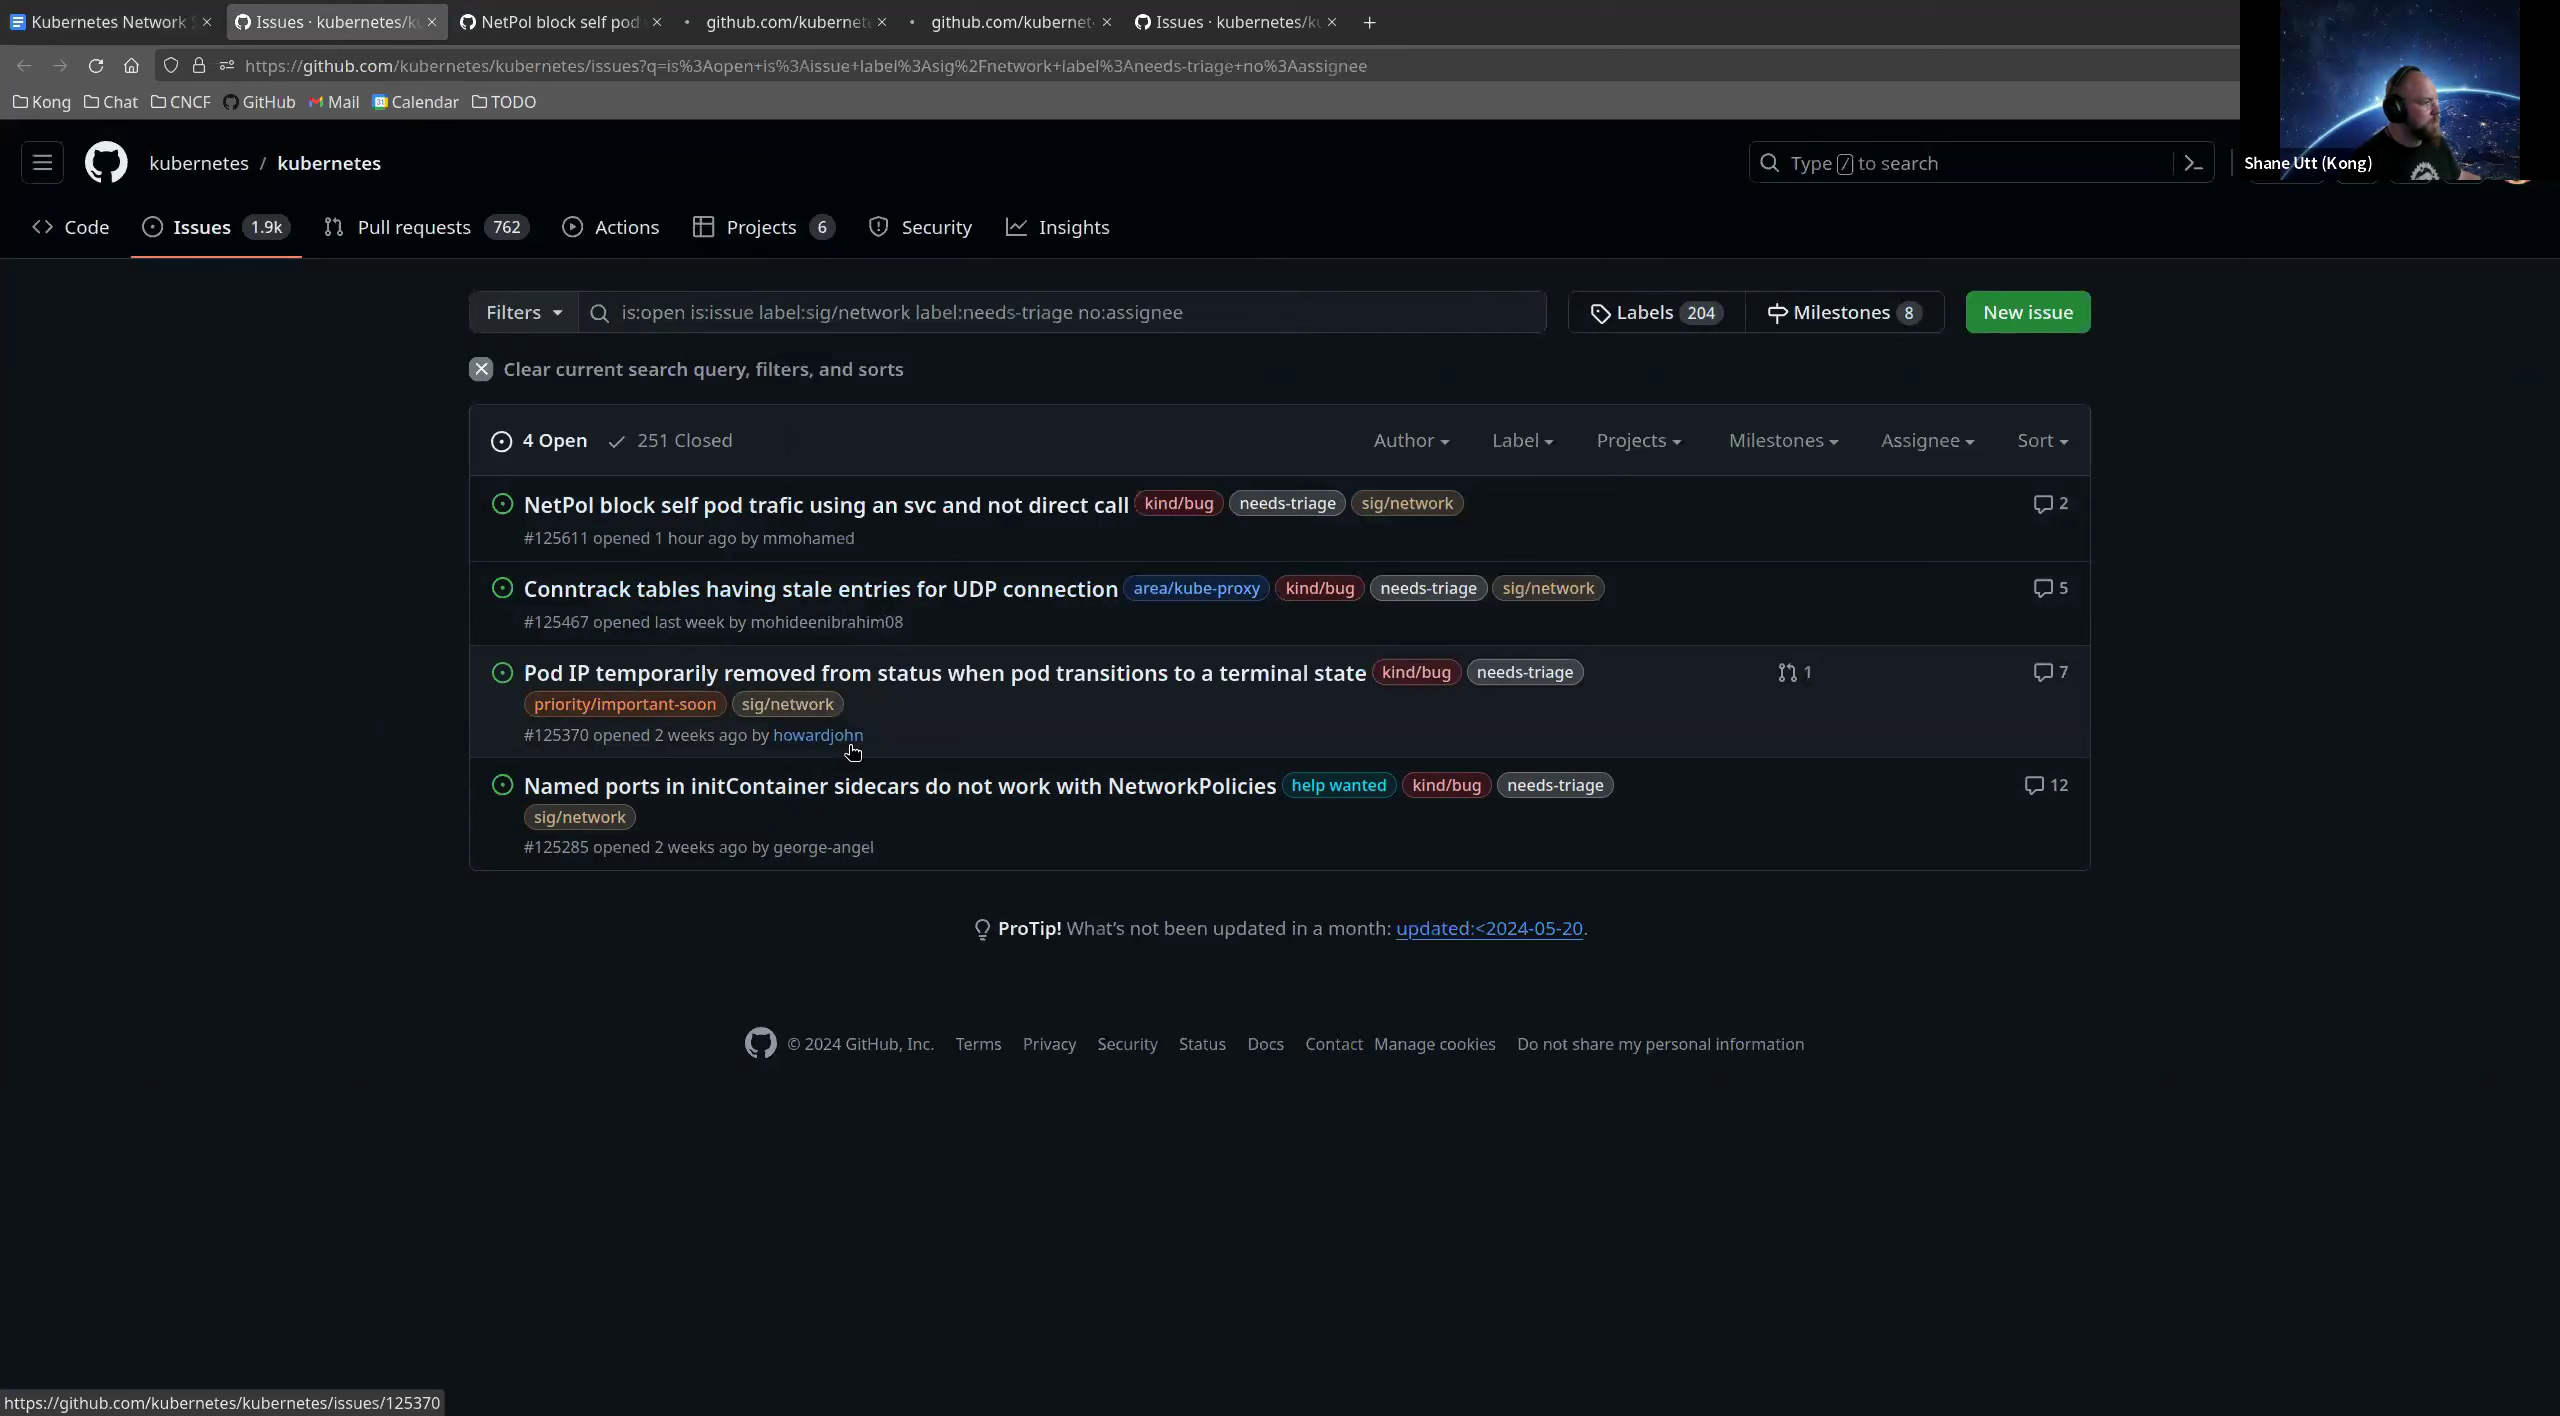 Kubernetes Network
Issues · kubernetes/k
NetPol block self pod
github.com/kubernet
github.com/kubernet
Issues · kubernetes/k
https://github.com/kubernetes/kubernetes/issues?q=is%3Aopen+is%3Aissue+label%3Asig%2Fnetwork+label%3Aneeds-triage+no%3Aassignee
Kong Chat CNCF GitHub Mail Calendar TODO
kubernetes / kubernetes
Type / to search
Shane Utt (Kong)
Code Issues 1.9k Pull requests 762 Actions Projects 6 Security Insights
Filters is:open is:issue label:sig/network label:needs-triage no:assignee Labels 204 Milestones 8 New issue
Clear current search query, filters, and sorts
4 Open 251 Closed Author Label Projects Milestones Assignee Sort
NetPol block self pod trafic using an svc and not direct call kind/bug needs-triage sig/network 2
#125611 opened 1 hour ago by mmohamed
Conntrack tables having stale entries for UDP connection area/kube-proxy kind/bug needs-triage sig/network 5
#125467 opened last week by mohideenibrahim08
Pod IP temporarily removed from status when pod transitions to a terminal state kind/bug needs-triage 1 7
priority/important-soon sig/network
#125370 opened 2 weeks ago by howardjohn
Named ports in initContainer sidecars do not work with NetworkPolicies help wanted kind/bug needs-triage 12
sig/network
#125285 opened 2 weeks ago by george-angel
ProTip! What's not been updated in a month: updated:<2024-05-20.
© 2024 GitHub, Inc. Terms Privacy Security Status Docs Contact Manage cookies Do not share my personal information
https://github.com/kubernetes/kubernetes/issues/125370